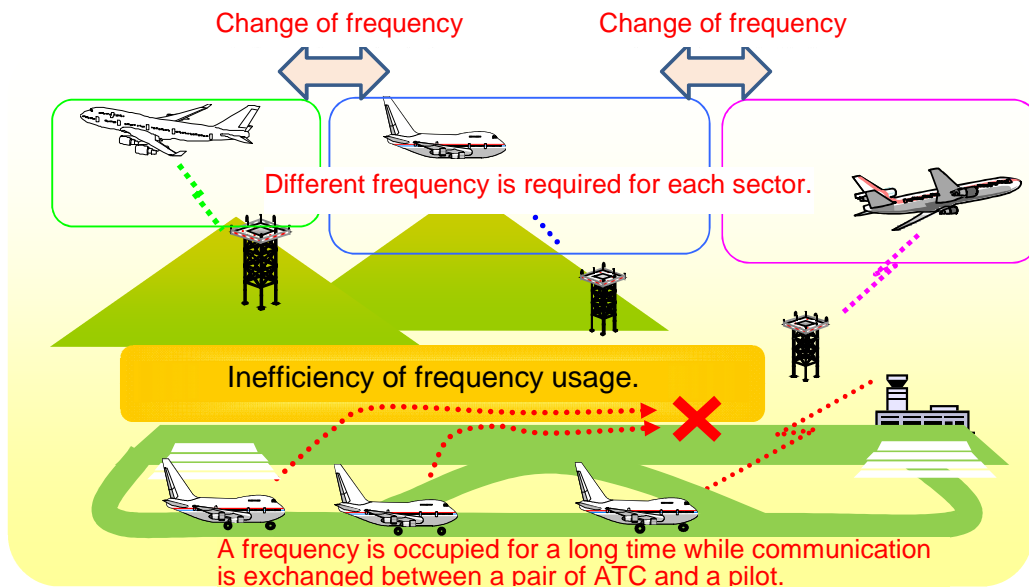 Change of frequency
Change of frequency
Different frequency is required for each sector.
Inefficiency of frequency usage.
A frequency is occupied for a long time while communication
is exchanged between a pair of ATC and a pilot.